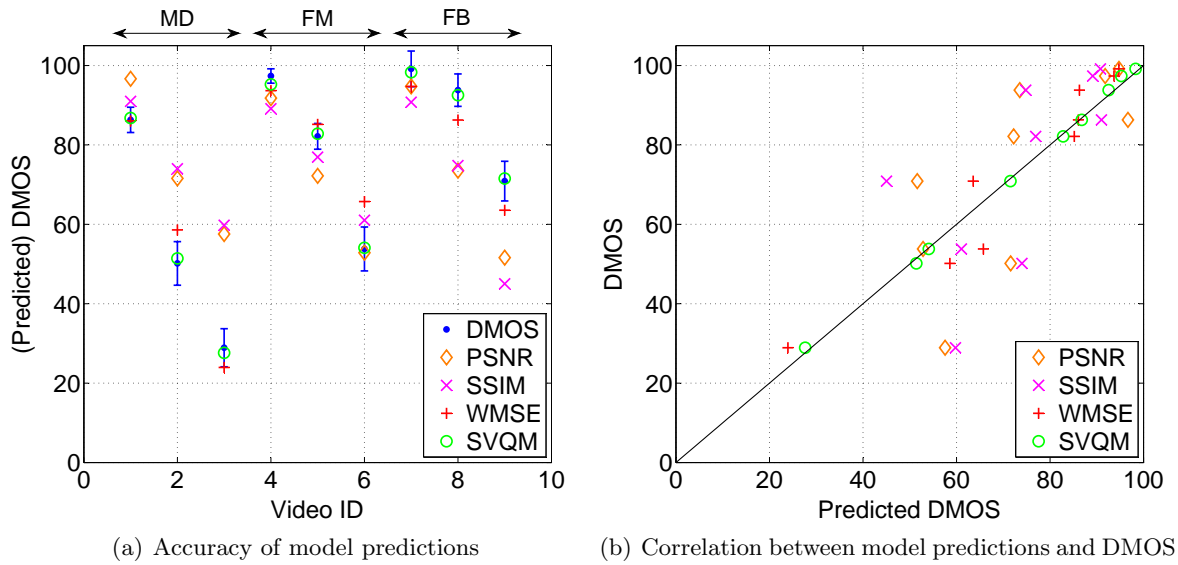 MD FM FB
100
80
60
40
20
0
(Predicted) DMOS
DMOS
PSNR
SSIM
WMSE
SVQM
0 2 4 6 8 10
Video ID
(a) Accuracy of model predictions
100
80
60
40
20
0
DMOS
PSNR
SSIM
WMSE
SVQM
0 20 40 60 80 100
Predicted DMOS
(b) Correlation between model predictions and DMOS